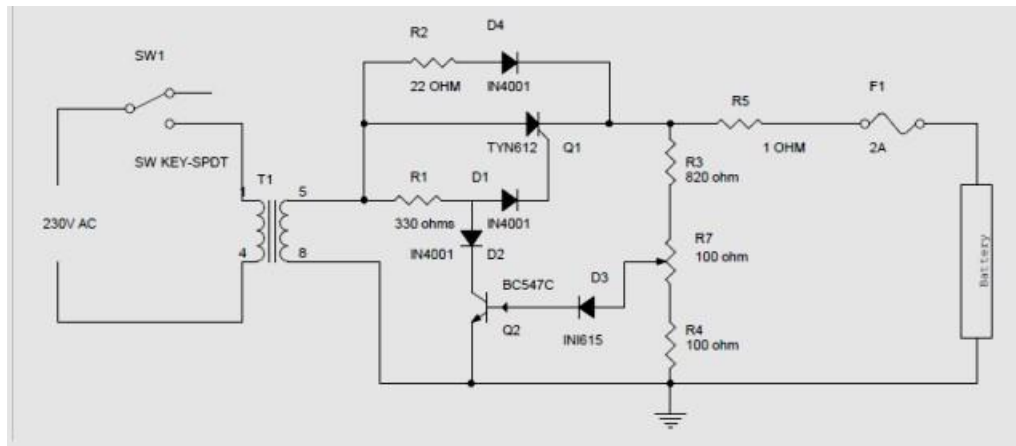 SW1
SW KEY-SPDT
230V AC
T1
1
4
5
8
R2
22 OHM
D4
IN4001
TYN612
Q1
R1
330 ohms
D1
IN4001
IN4001
D2
BC547C
Q2
D3
INI615
R3
820 ohm
R7
100 ohm
R4
100 ohm
R5
1 OHM
F1
2A
Battery